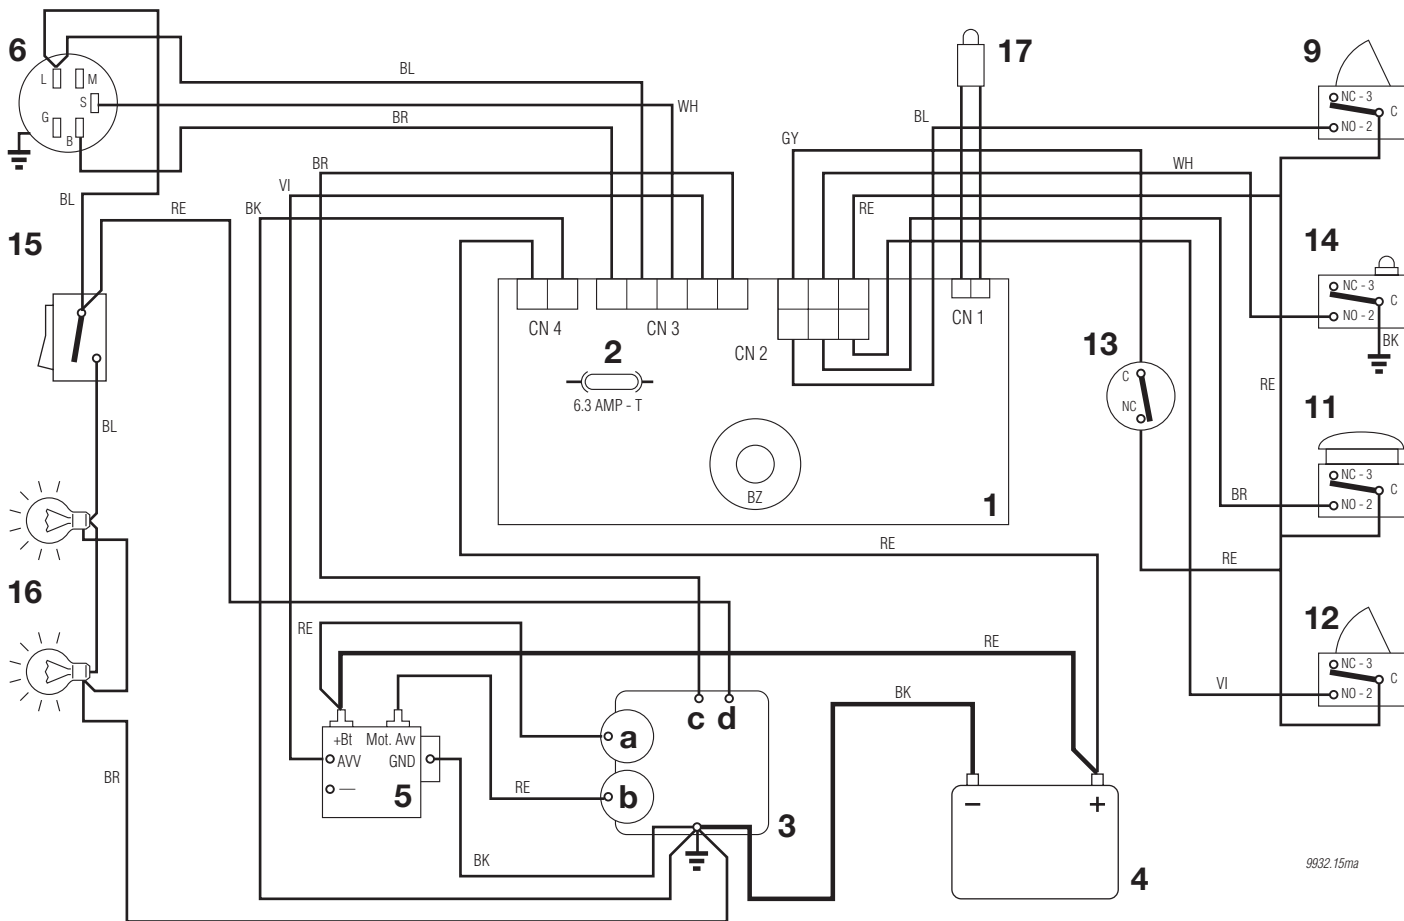 6
L
M
S
G
B
BL
WH
BR
17
9
NC - 3
C
NO - 2
BL
GY
BR
WH
VI
BL
RE
BK
RE
15
14
NC - 3
C
NO - 2
BK
CN 4
CN 3
CN 2
CN 1
2
6.3 AMP - T
13
C
NC
RE
11
NC - 3
C
NO - 2
BL
BZ
1
BR
RE
RE
16
RE
RE
12
NC - 3
C
NO - 2
VI
BK
c d
+Bt Mot. Avv
a
AVV GND
—
5
RE
b
BR
3
− +
BK
4
9932.15ma